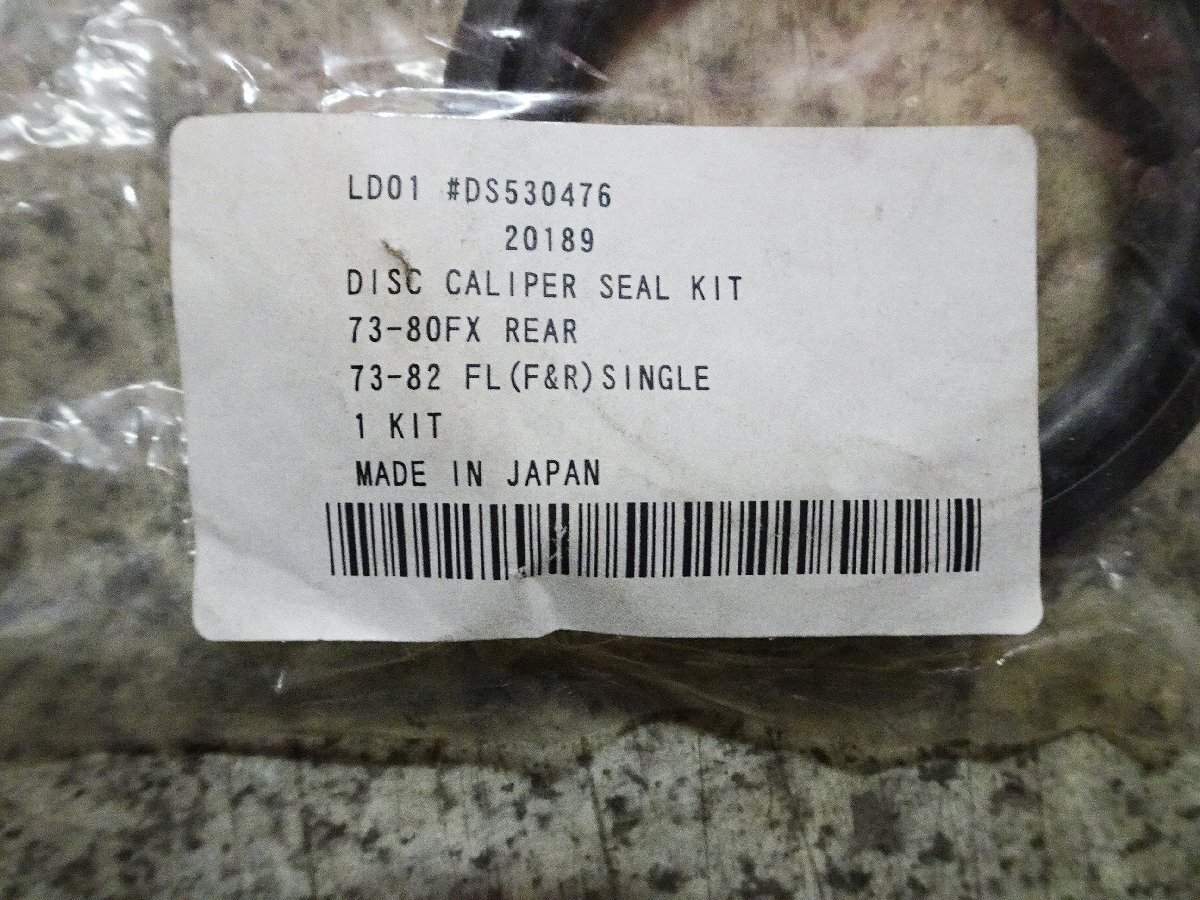 LD01 #DS530476
20189
DISC CALIPER SEAL KIT
73-80FX REAR
73-82 FL(F&R)SINGLE
1 KIT
MADE IN JAPAN